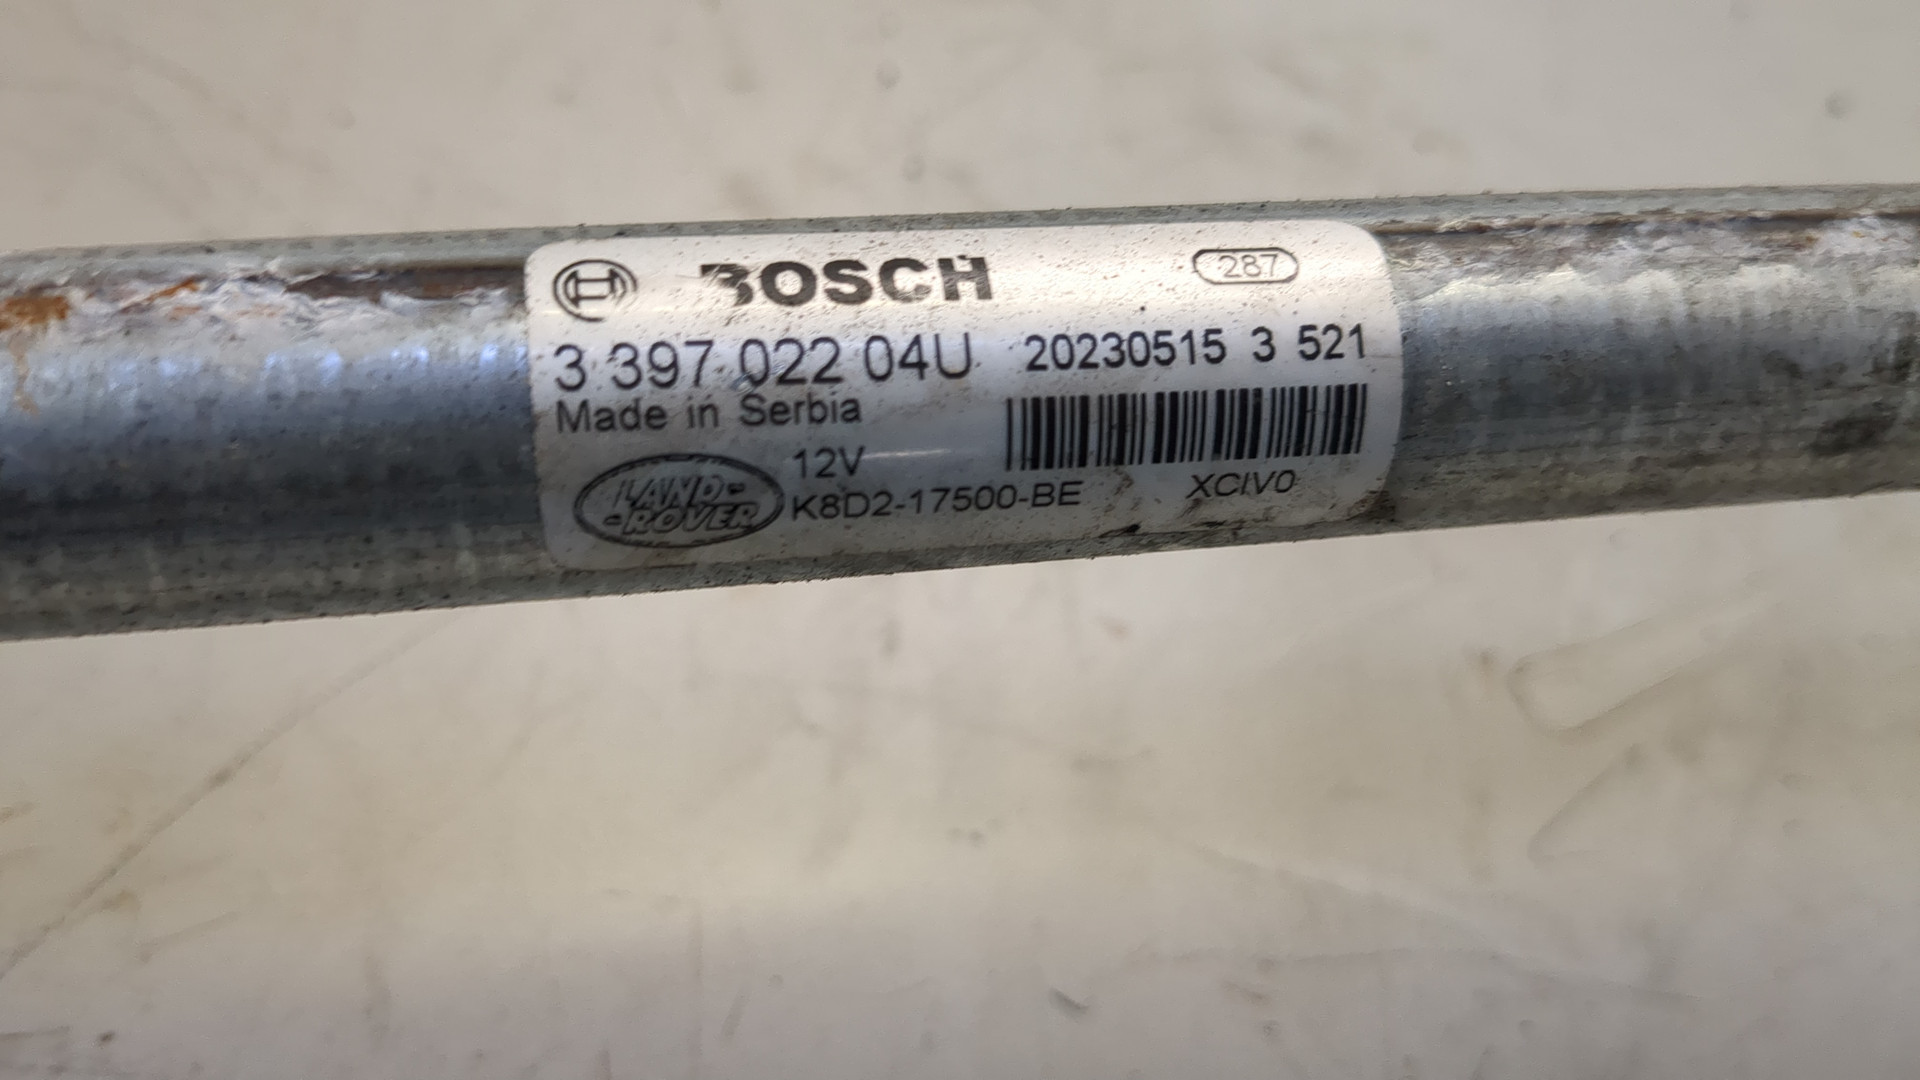 BOSCH 287
3 397 022 04U 20230515 3 521
Made in Serbia
12V
LAND-
-ROVER
K8D2-17500-BE XCIV0